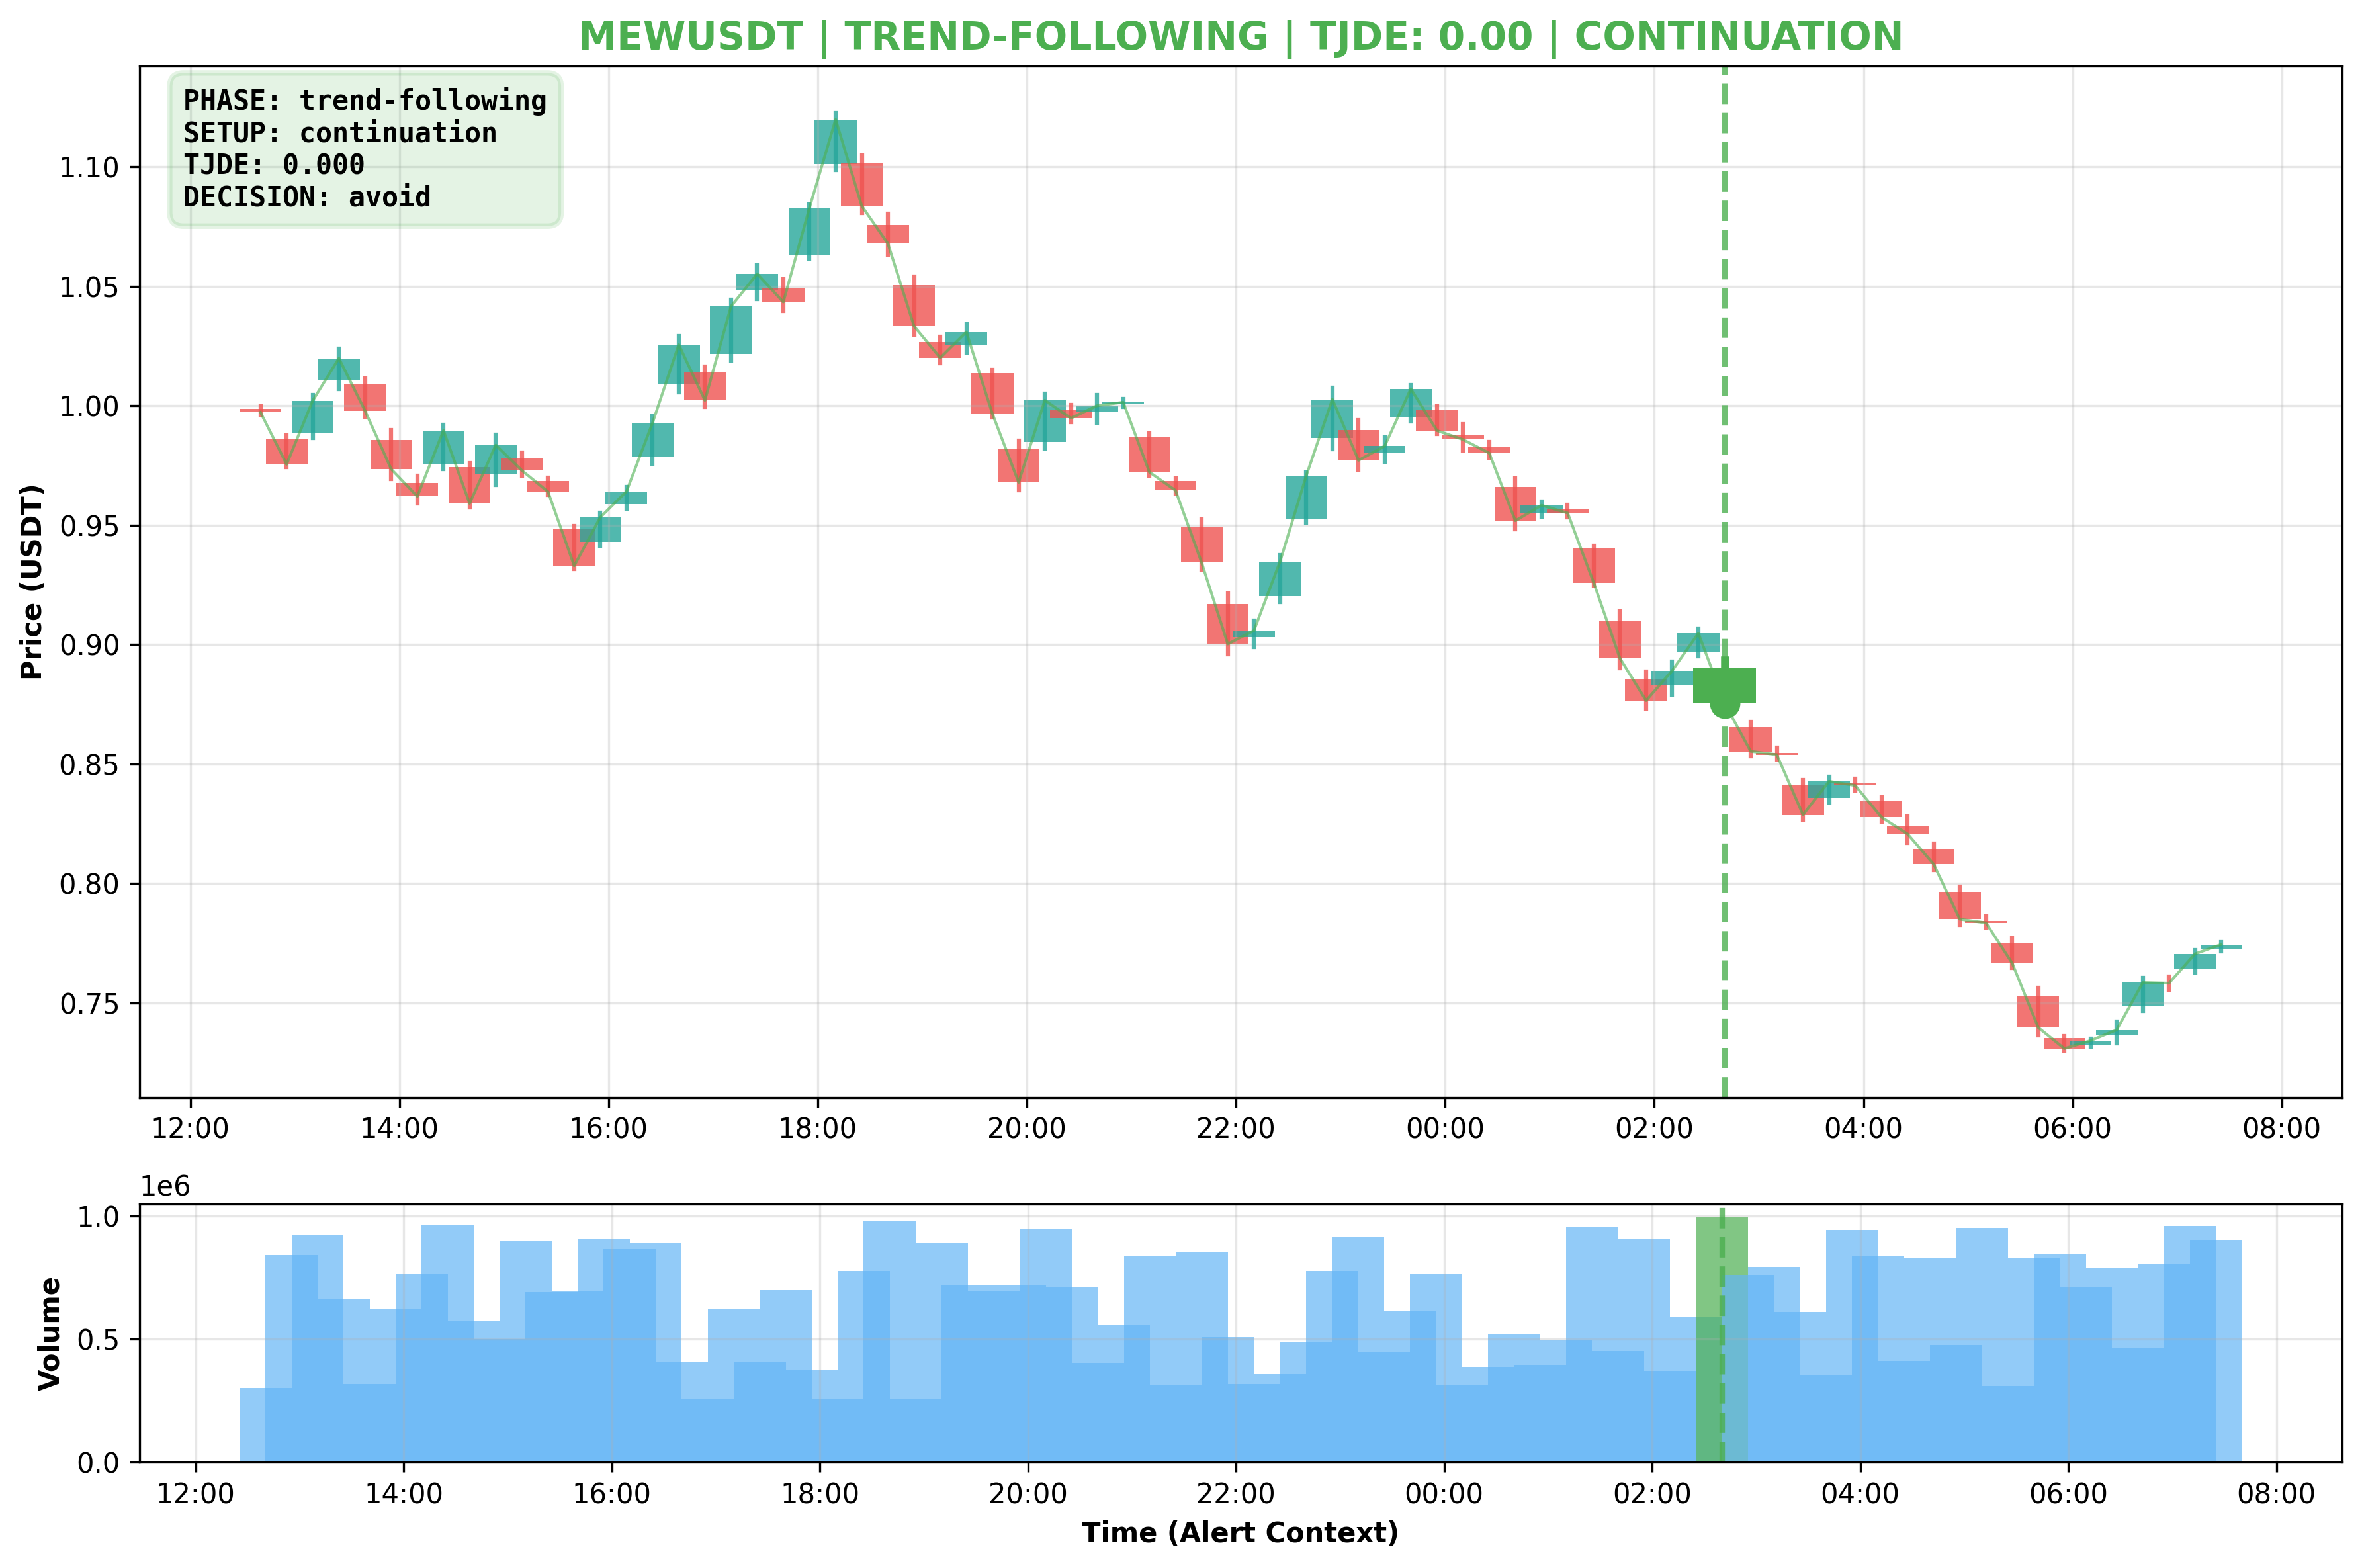 MEWUSDT | TREND-FOLLOWING | TJDE: 0.00 | CONTINUATION
PHASE: trend-following
SETUP: continuation
TJDE: 0.000
DECISION: avoid
Price (USDT)
1.10
1.05
1.00
0.95
0.90
0.85
0.80
0.75
12:00 14:00 16:00 18:00 20:00 22:00 00:00 02:00 04:00 06:00 08:00
1e6
Volume
1.0
0.5
0.0
12:00 14:00 16:00 18:00 20:00 22:00 00:00 02:00 04:00 06:00 08:00
Time (Alert Context)